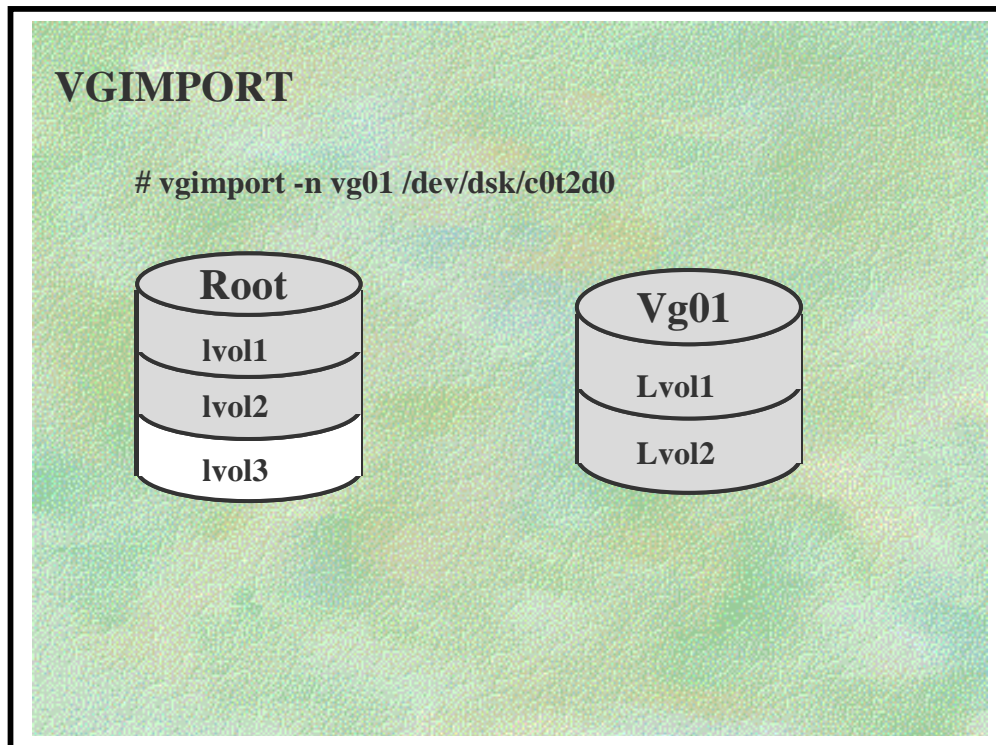 VGIMPORT
# vgimport -n vg01 /dev/dsk/c0t2d0
Root
lvol1
lvol2
lvol3
Vg01
Lvol1
Lvol2